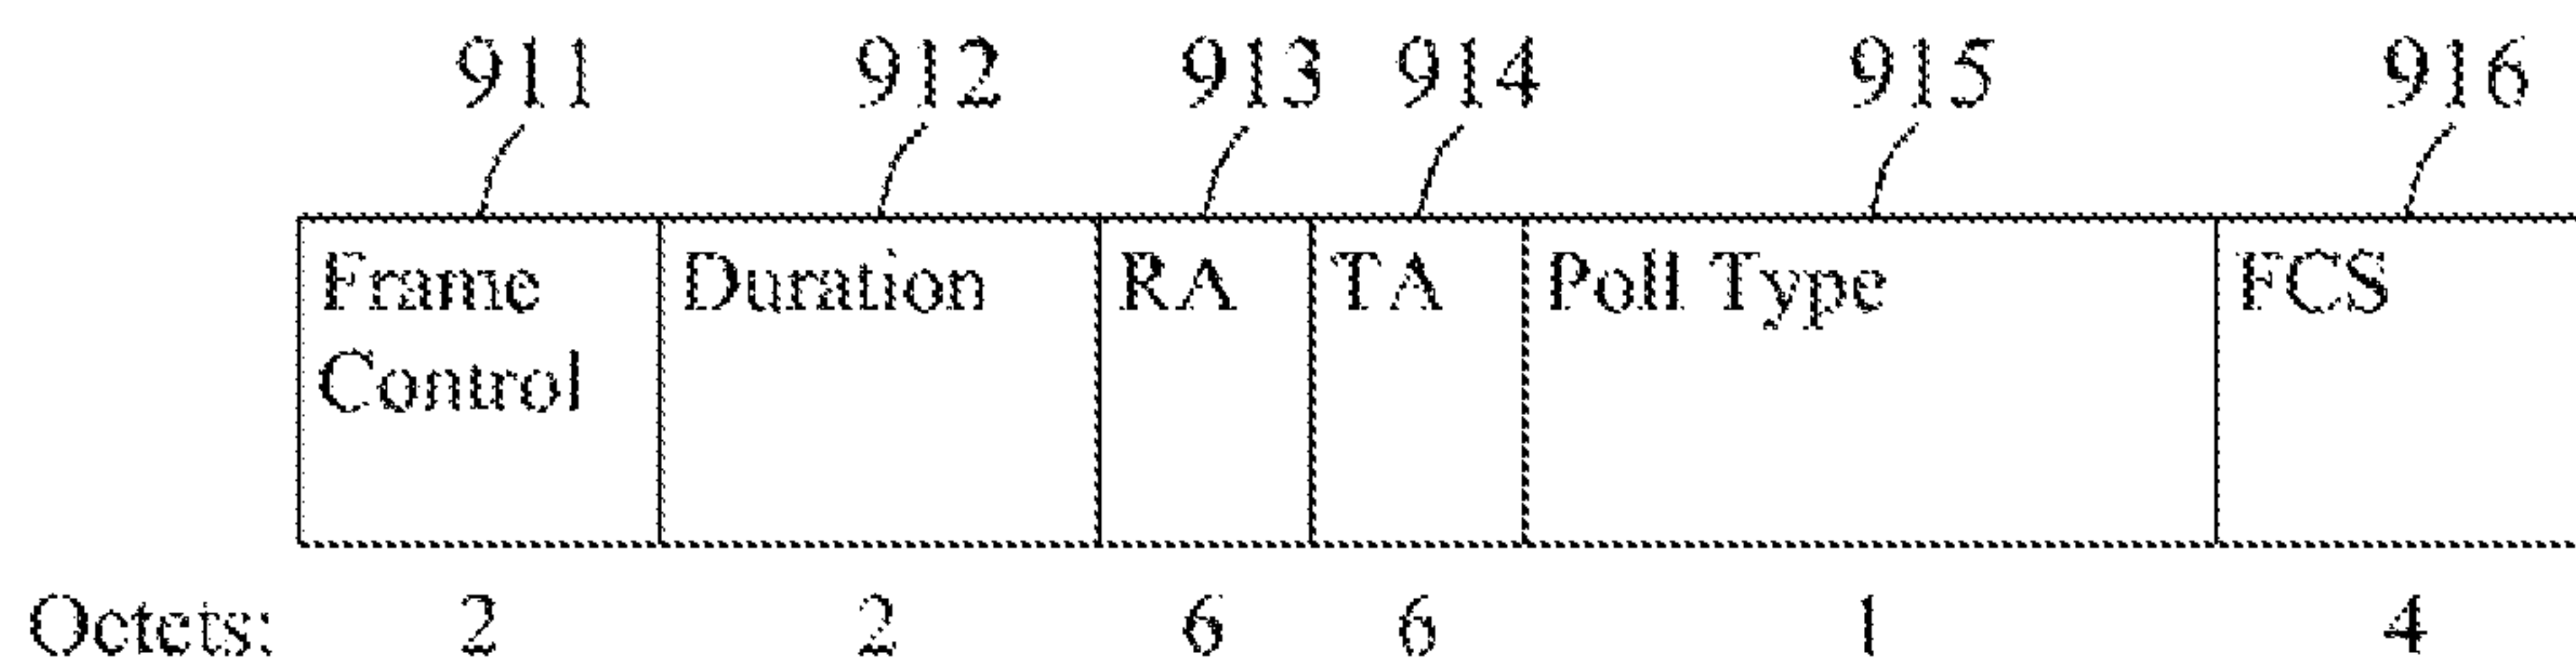 911 912 913 914 915 916
Frame Control Duration RA TA Poll Type FCS
Octets: 2 2 6 6 1 4